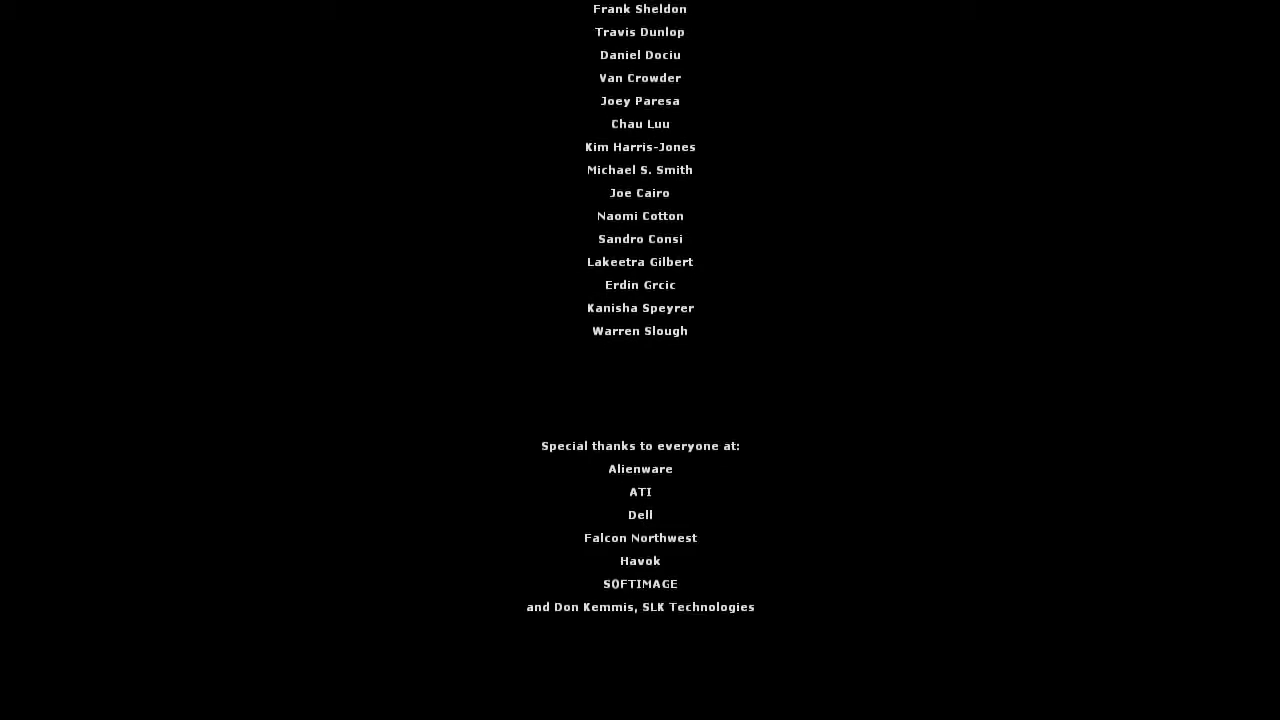 Frank Sheldon
Travis Dunlop
Daniel Dociu
Van Crowder
Joey Paresa
Chau Luu
Kim Harris-Jones
Michael S. Smith
Joe Cairo
Naomi Cotton
Sandro Consi
Lakeetra Gilbert
Erdin Grcic
Kanisha Speyrer
Warren Slough
Special thanks to everyone at:
Alienware
ATI
Dell
Falcon Northwest
Havok
SOFTIMAGE
and Don Kemmis, SLK Technologies